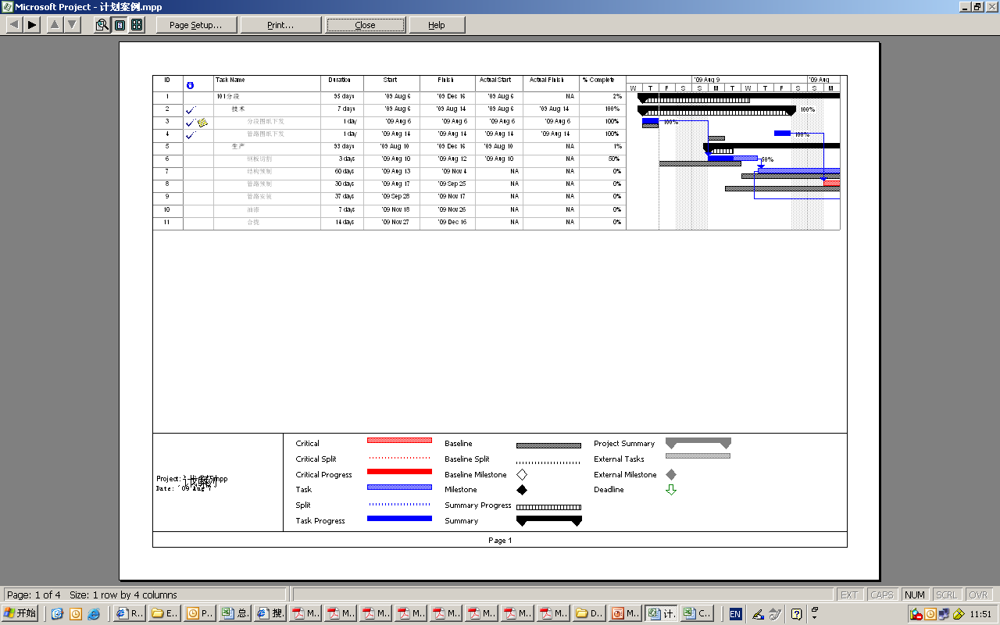 Microsoft Project - 计划案例.mpp
Page Setup... Print... Close Help
ID Task Name Duration Start Finish Actual Start Actual Finish % Complete '09 Aug 9 '09 Aug
W T F S S M T W T F S S M
1 101分段 95 days '09 Aug 6 '09 Dec 16 '09 Aug 6 NA 2%
2 技术 7 days '09 Aug 6 '09 Aug 14 '09 Aug 6 '09 Aug 14 100% 100%
3 分段图纸下发 1 day '09 Aug 6 '09 Aug 6 '09 Aug 6 '09 Aug 6 100% 100%
4 管路图纸下发 1 day '09 Aug 14 '09 Aug 14 '09 Aug 14 '09 Aug 14 100% 100%
5 生产 93 days '09 Aug 10 '09 Dec 16 '09 Aug 10 NA 1%
6 钢板切割 3 days '09 Aug 10 '09 Aug 12 '09 Aug 10 NA 50% 50%
7 结构预制 60 days '09 Aug 13 '09 Nov 4 NA NA 0%
8 管路预制 30 days '09 Aug 17 '09 Sep 25 NA NA 0%
9 管路安装 37 days '09 Sep 28 '09 Nov 17 NA NA 0%
10 油漆 7 days '09 Nov 18 '09 Nov 26 NA NA 0%
11 合拢 14 days '09 Nov 27 '09 Dec 16 NA NA 0%
Critical Baseline Project Summary
Critical Split Baseline Split External Tasks
Critical Progress Baseline Milestone External Milestone
Task Milestone Deadline
Split Summary Progress
Task Progress Summary
Project: 计划案例.mpp
Date: '09 Aug 7
Page 1
Page: 1 of 4 Size: 1 row by 4 columns
EXT CAPS NUM SCRL OVR
开始 R... E... P... 总. 搜. M.. M.. M.. M.. M.. M.. M.. M.. D.. M... 计. C.. EN 11:51